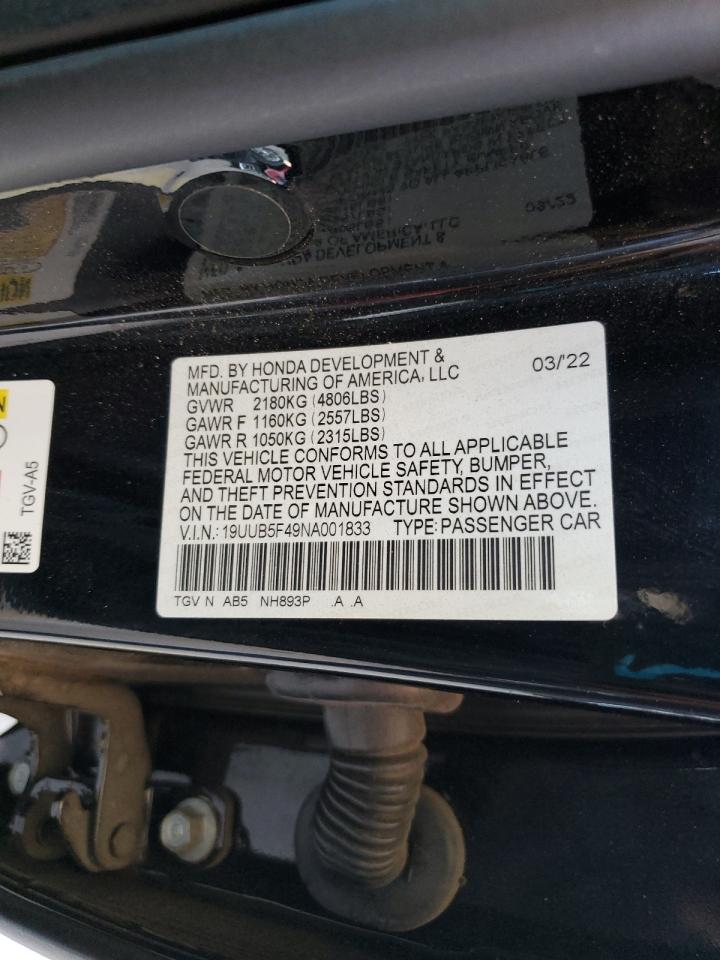 MFD. BY HONDA DEVELOPMENT &
MANUFACTURING OF AMERICA, LLC 03/'22
GVWR 2180KG (4806LBS)
GAWR F 1160KG (2557LBS)
GAWR R 1050KG (2315LBS)
THIS VEHICLE CONFORMS TO ALL APPLICABLE
FEDERAL MOTOR VEHICLE SAFETY, BUMPER,
AND THEFT PREVENTION STANDARDS IN EFFECT
ON THE DATE OF MANUFACTURE SHOWN ABOVE.
V.I.N.: 19UUB5F49NA001833 TYPE: PASSENGER CAR
TGV N AB5 NH893P .A .A
TGV-A5